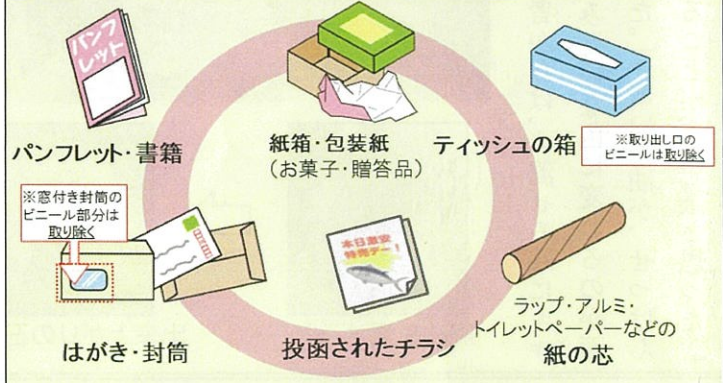 パンフレット
パンフレット・書籍
紙箱・包装紙
(お菓子・贈答品)
ティッシュの箱
※取り出し口の
ビニールは取り除く
※窓付き封筒の
ビニール部分は
取り除く
はがき・封筒
本日激安
特売デー!
投函されたチラシ
ラップ・アルミ・
トイレットペーパーなどの
紙の芯